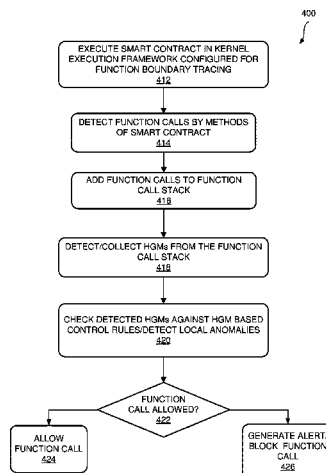 400
EXECUTE SMART CONTRACT IN KERNEL
EXECUTION FRAMEWORK CONFIGURED FOR
FUNCTION BOUNDARY TRACING
412
DETECT FUNCTION CALLS BY METHODS
OF SMART CONTRACT
414
ADD FUNCTION CALLS TO FUNCTION
CALL STACK
416
DETECT/COLLECT HGMs FROM THE FUNCTION
CALL STACK
418
CHECK DETECTED HGMs AGAINST HGM BASED
CONTROL RULES/DETECT LOCAL ANOMALIES
420
FUNCTION
CALL ALLOWED?
422
ALLOW
FUNCTION CALL
424
GENERATE ALERT/
BLOCK FUNCTION
CALL
426